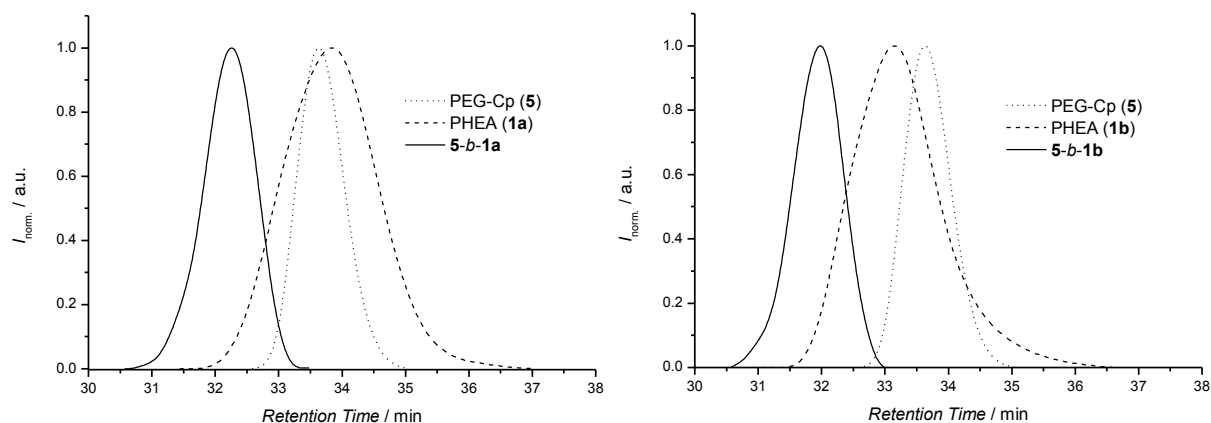 1.0
0.8
0.6
0.4
0.2
0.0
I norm. / a.u.
PEG-Cp (5)
PHEA (1a)
5-b-1a
30 31 32 33 34 35 36 37 38
Retention Time / min
1.0
0.8
0.6
0.4
0.2
0.0
I norm. / a.u.
PEG-Cp (5)
PHEA (1b)
5-b-1b
30 31 32 33 34 35 36 37 38
Retention Time / min